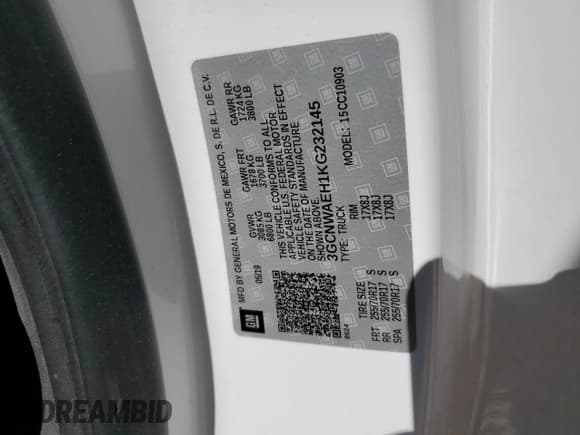 GM
MFD BY GENERAL MOTORS DE MEXICO, S. DE R.L. DE C.V.
05/19
GVWR GAWR FRT GAWR RR
3085 KG 1678 KG 1724 KG
6800 LB 3700 LB 3800 LB
THIS VEHICLE CONFORMS TO ALL
APPLICABLE U.S. FEDERAL MOTOR
VEHICLE SAFETY STANDARDS IN EFFECT
ON THE DATE OF MANUFACTURE
SHOWN ABOVE.
3GCNWAEH1KG232145
TYPE: TRUCK MODEL: 15CC10903
TIRE SIZE RIM
FRT 255/70R17 S 17X8J
RR 255/70R17 S 17X8J
SPA 255/70R17 S 17X8J
DREAMBID